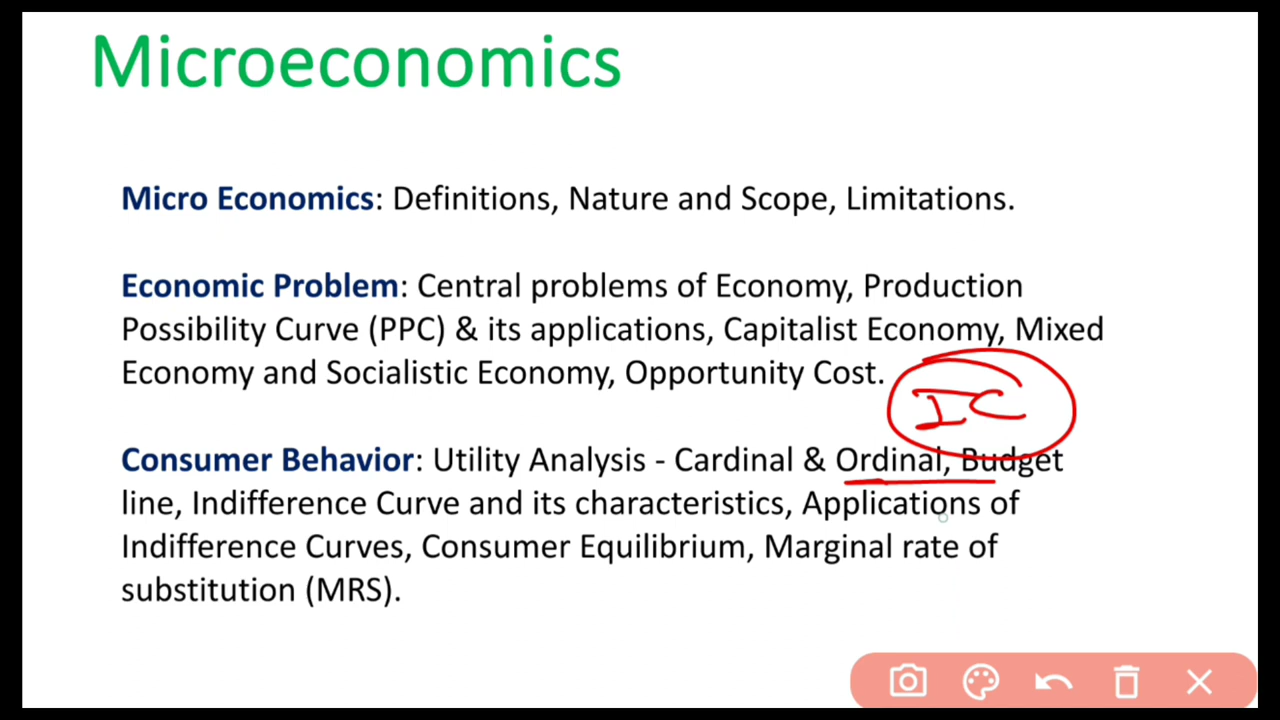 Microeconomics
Micro Economics: Definitions, Nature and Scope, Limitations.
Economic Problem: Central problems of Economy, Production
Possibility Curve (PPC) & its applications, Capitalist Economy, Mixed
Economy and Socialistic Economy, Opportunity Cost.
IC
Consumer Behavior: Utility Analysis - Cardinal & Ordinal, Budget
line, Indifference Curve and its characteristics, Applications of
Indifference Curves, Consumer Equilibrium, Marginal rate of
substitution (MRS).